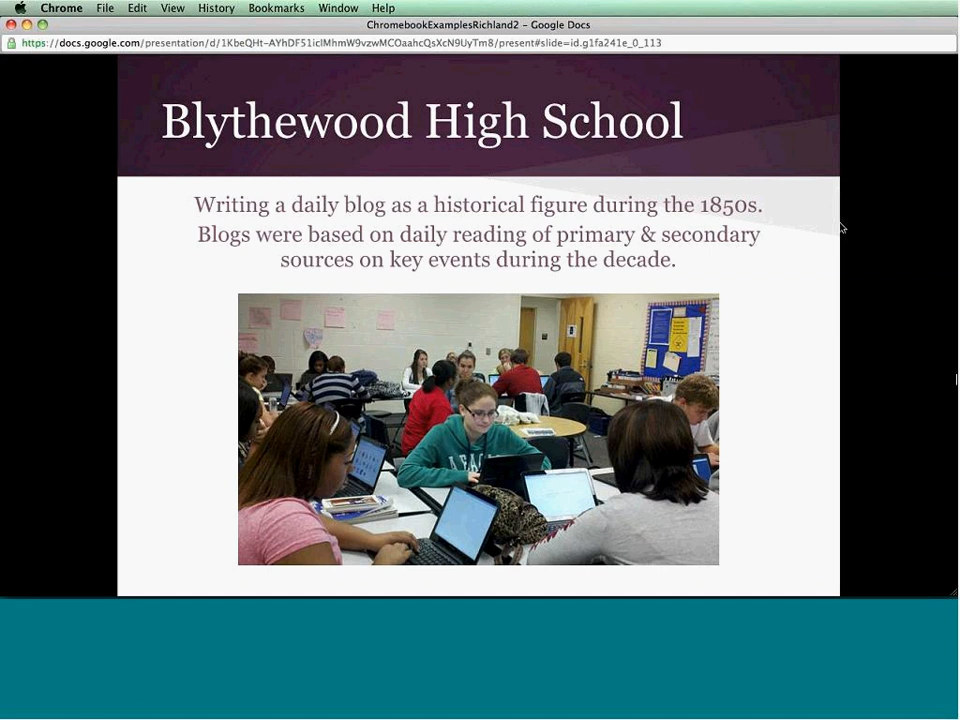 Chrome File Edit View History Bookmarks Window Help
ChromebookExamplesRichland2 – Google Docs
https://docs.google.com/presentation/d/1KbeQHt-AYhDF51iclMhmW9vzwMCOaahcQsXcN9UyTm8/present#slide=id.g1fa241e_0_113
Blythewood High School
Writing a daily blog as a historical figure during the 1850s.
Blogs were based on daily reading of primary & secondary
sources on key events during the decade.